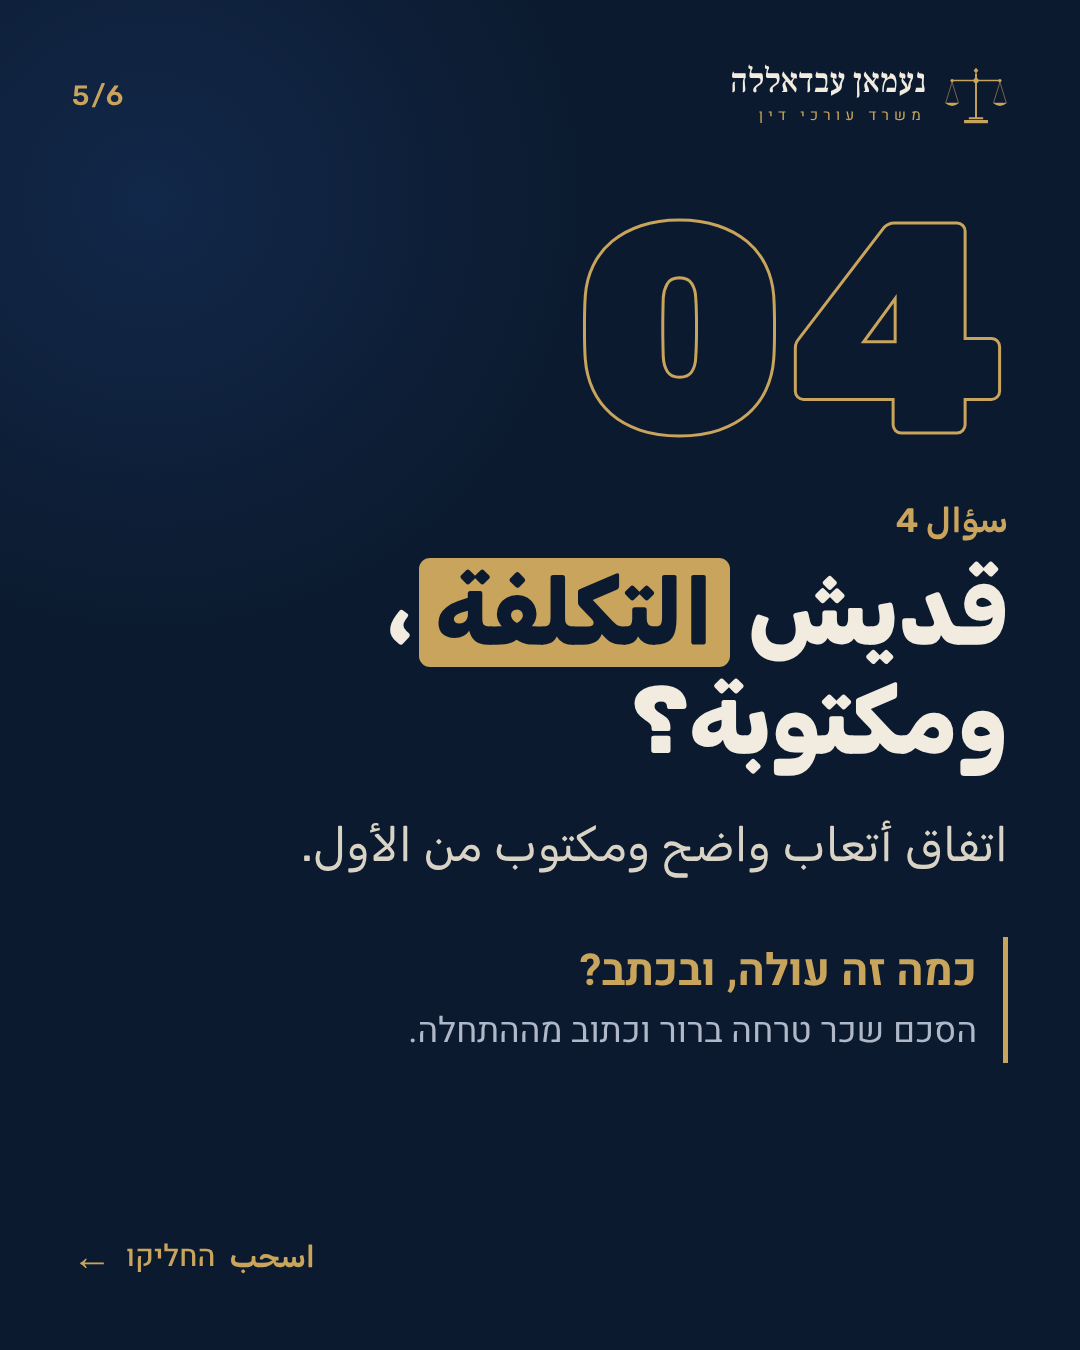 נעמאן עבדאללה
משרד עורכי דין
5/6
04
سؤال 4
قديش التكلفة،
ومكتوبة؟
اتفاق أتعاب واضح ومكتوب من الأول.
כמה זה עולה, ובכתב?
הסכם שכר טרחה ברור וכתוב מההתחלה.
اسحب החליקו ←